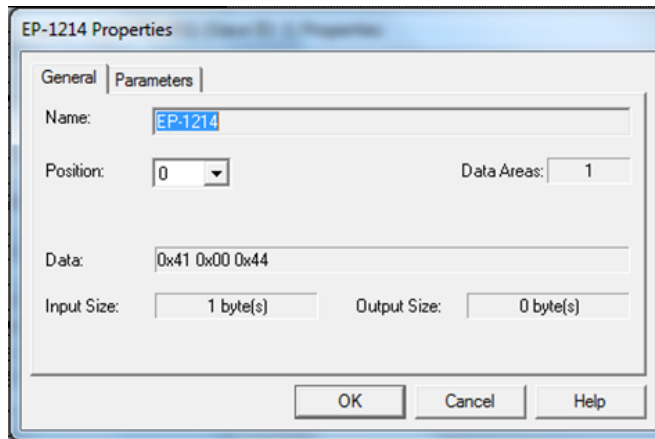 EP-1214 Properties
General Parameters
Name: EP-1214
Position: 0 Data Areas: 1
Data: 0x41 0x00 0x44
Input Size: 1 byte(s) Output Size: 0 byte(s)
OK Cancel Help